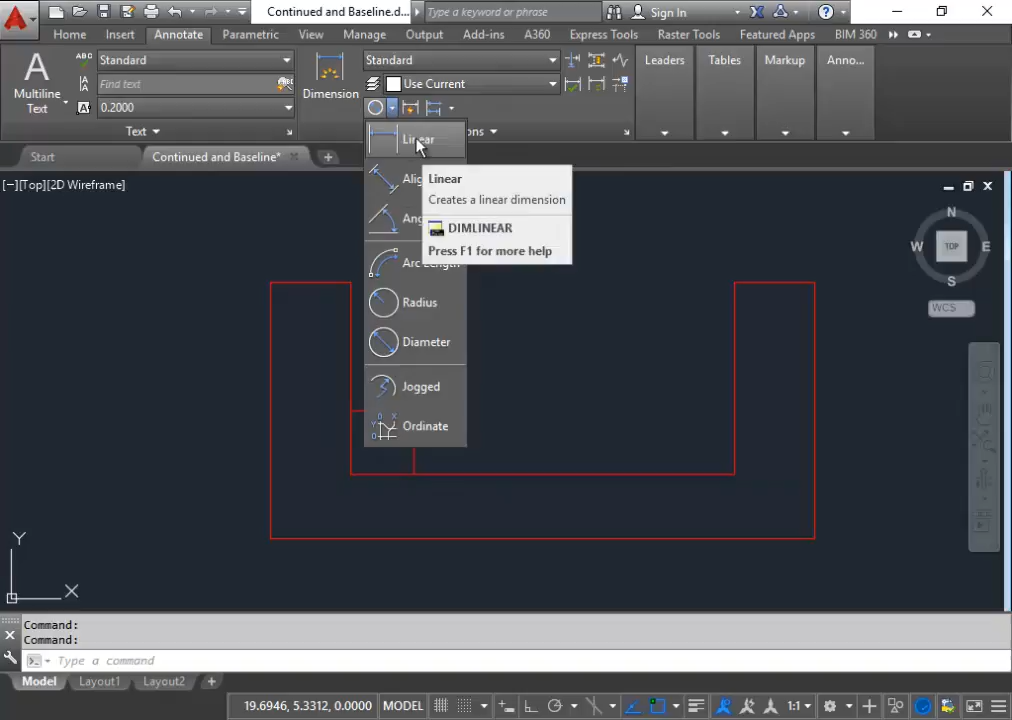 Continued and Baseline.d...
Type a keyword or phrase
Sign In
Home Insert Annotate Parametric View Manage Output Add-ins A360 Express Tools Raster Tools Featured Apps BIM 360
ABC
Standard
Find text
0.2000
Multiline
Text
Dimension
Standard
Use Current
Leaders
Tables
Markup
Anno...
Text
Start
Continued and Baseline*
[−][Top][2D Wireframe]
Linear
Linear
Creates a linear dimension
DIMLINEAR
Press F1 for more help
Arc Length
Radius
Diameter
Jogged
Ordinate
N
W TOP E
S
WCS
Y
X
Command:
Command:
Type a command
Model Layout1 Layout2 +
19.6946, 5.3312, 0.0000 MODEL 1:1